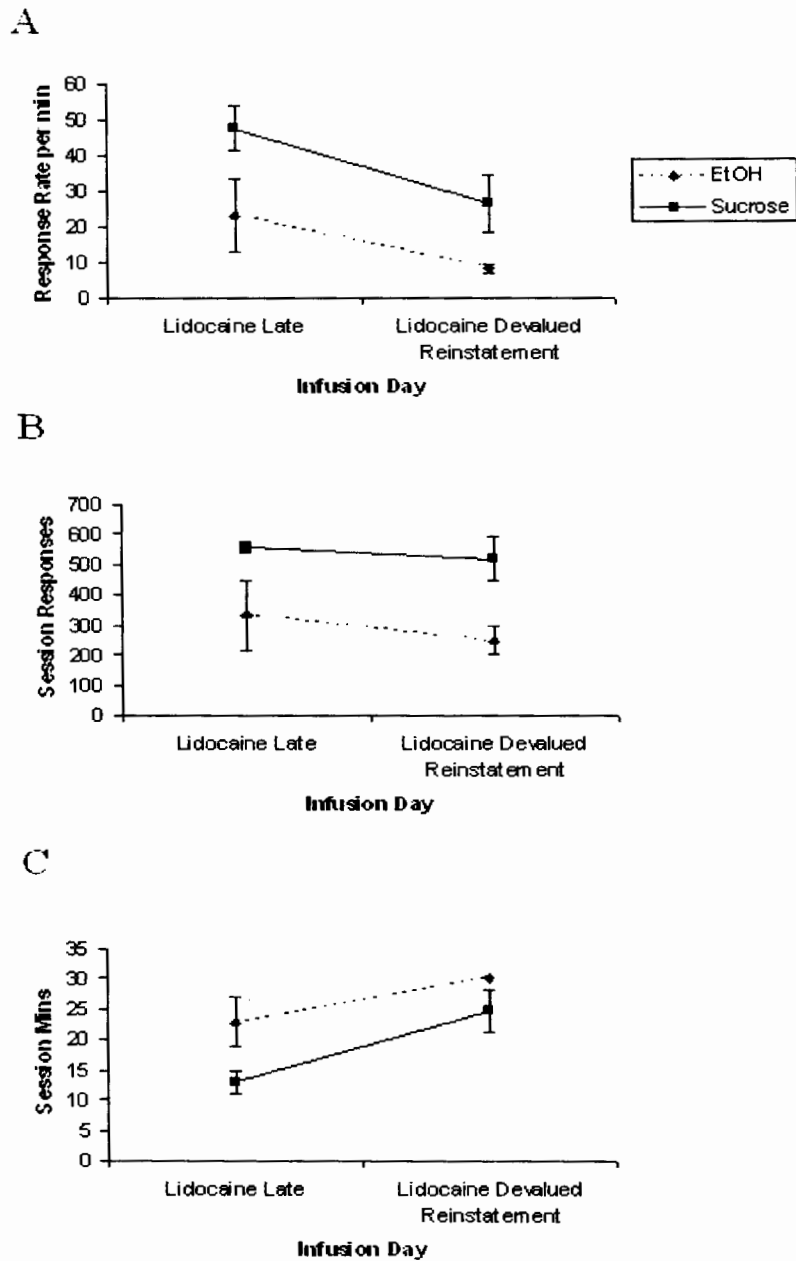 A
Response Rate per min
60
50
40
30
20
10
0
Lidocaine Late
Lidocaine Devalued
Reinstatement
Infusion Day
EtOH
Sucrose
B
Session Responses
700
600
500
400
300
200
100
0
Lidocaine Late
Lidocaine Devalued
Reinstatement
Infusion Day
C
Session Mins
35
30
25
20
15
10
5
0
Lidocaine Late
Lidocaine Devalued
Reinstatement
Infusion Day